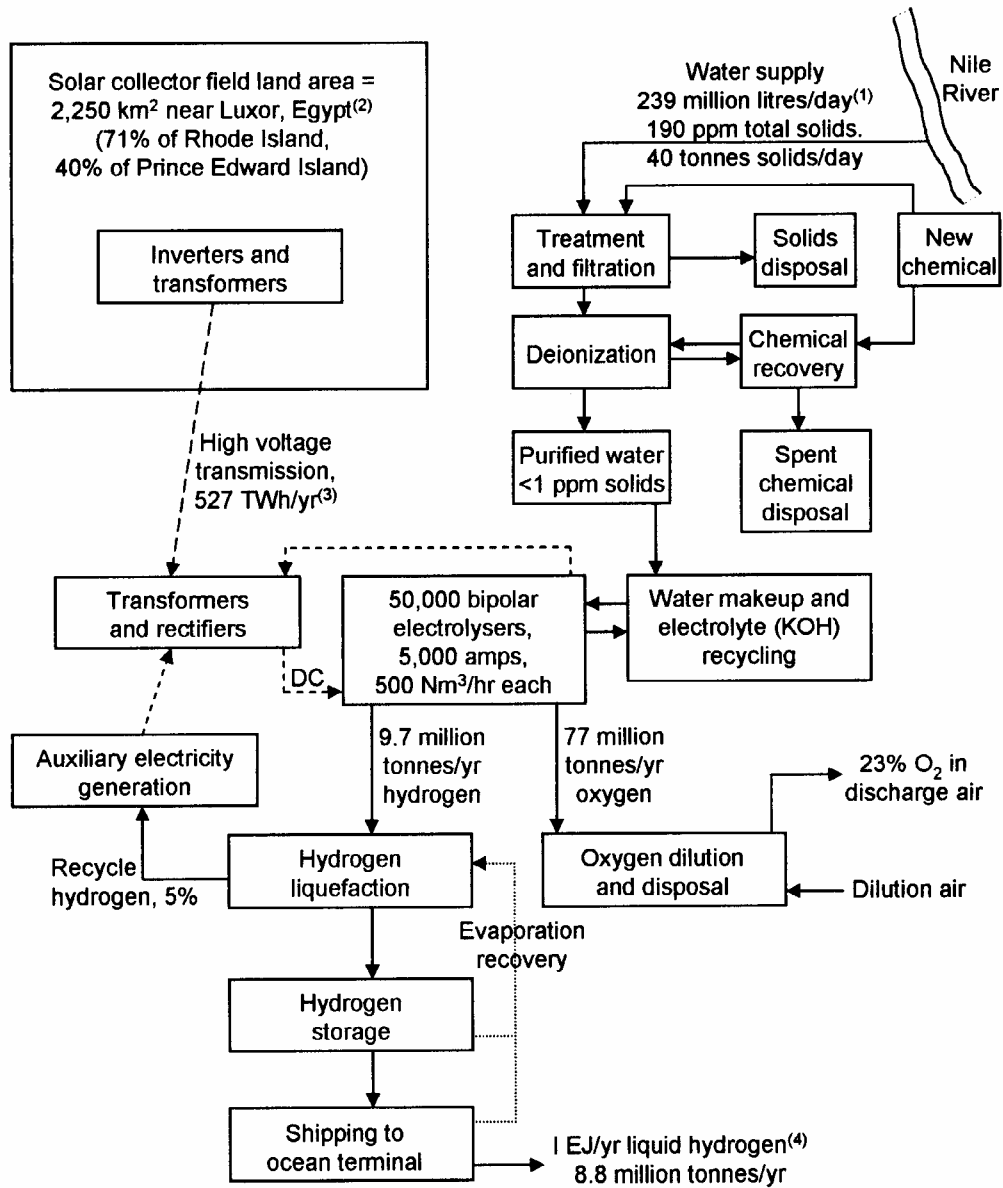 Solar collector field land area =
2,250 km² near Luxor, Egypt(2)
(71% of Rhode Island,
40% of Prince Edward Island)
Inverters and
transformers
High voltage
transmission,
527 TWh/yr(3)
Water supply
239 million litres/day(1)
190 ppm total solids.
40 tonnes solids/day
Nile
River
Treatment
and filtration
Solids
disposal
New
chemical
Deionization
Chemical
recovery
Purified water
<1 ppm solids
Spent
chemical
disposal
Transformers
and rectifiers
DC
50,000 bipolar
electrolysers,
5,000 amps,
500 Nm³/hr each
Water makeup and
electrolyte (KOH)
recycling
Auxiliary electricity
generation
9.7 million
tonnes/yr
hydrogen
77 million
tonnes/yr
oxygen
23% O₂ in
discharge air
Recycle
hydrogen, 5%
Hydrogen
liquefaction
Oxygen dilution
and disposal
Dilution air
Evaporation
recovery
Hydrogen
storage
Shipping to
ocean terminal
I EJ/yr liquid hydrogen(4)
8.8 million tonnes/yr